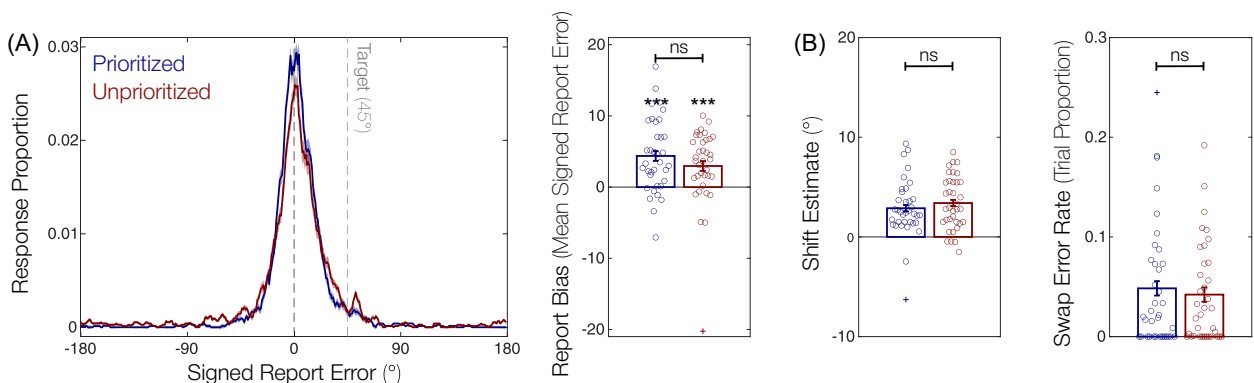 (A)
Prioritized
Unprioritized
Target (45°)
Response Proportion
0.03
0.02
0.01
0
-180
-90
0
90
180
Signed Report Error (°)
Report Bias (Mean Signed Report Error)
20
10
0
-10
-20
ns
*** ***
(B)
Shift Estimate (°)
20
10
0
-10
ns
Swap Error Rate (Trial Proportion)
0.3
0.2
0.1
0
ns